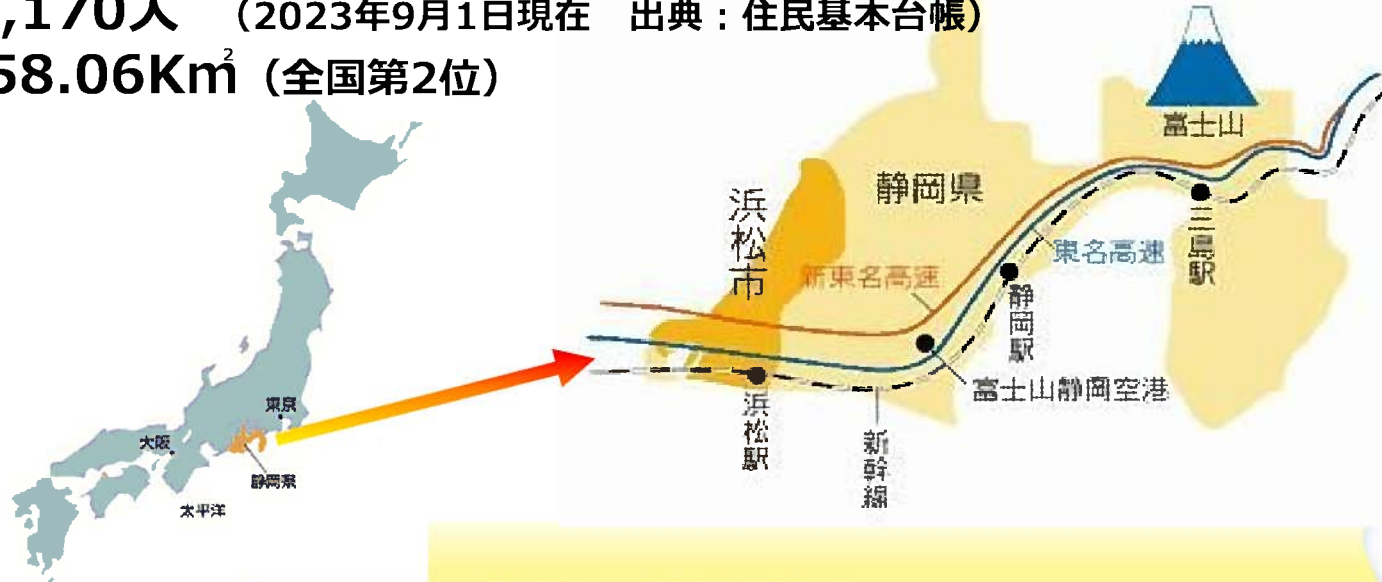 ,170人 （2023年9月1日現在 出典：住民基本台帳）
58.06Km²（全国第2位）
富士山
静岡県
浜松市
新東名高速
東名高速
三島駅
静岡駅
富士山静岡空港
浜松駅
新幹線
東京
大阪
静岡県
太平洋